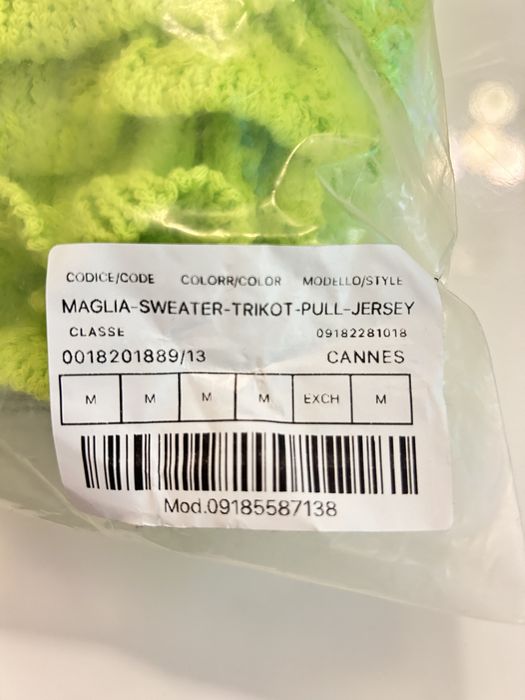 CODICE/CODE COLORR/COLOR MODELLO/STYLE
MAGLIA-SWEATER-TRIKOT-PULL-JERSEY
CLASSE 09182281018
0018201889/13 CANNES
M M M M EXCH M
Mod.09185587138